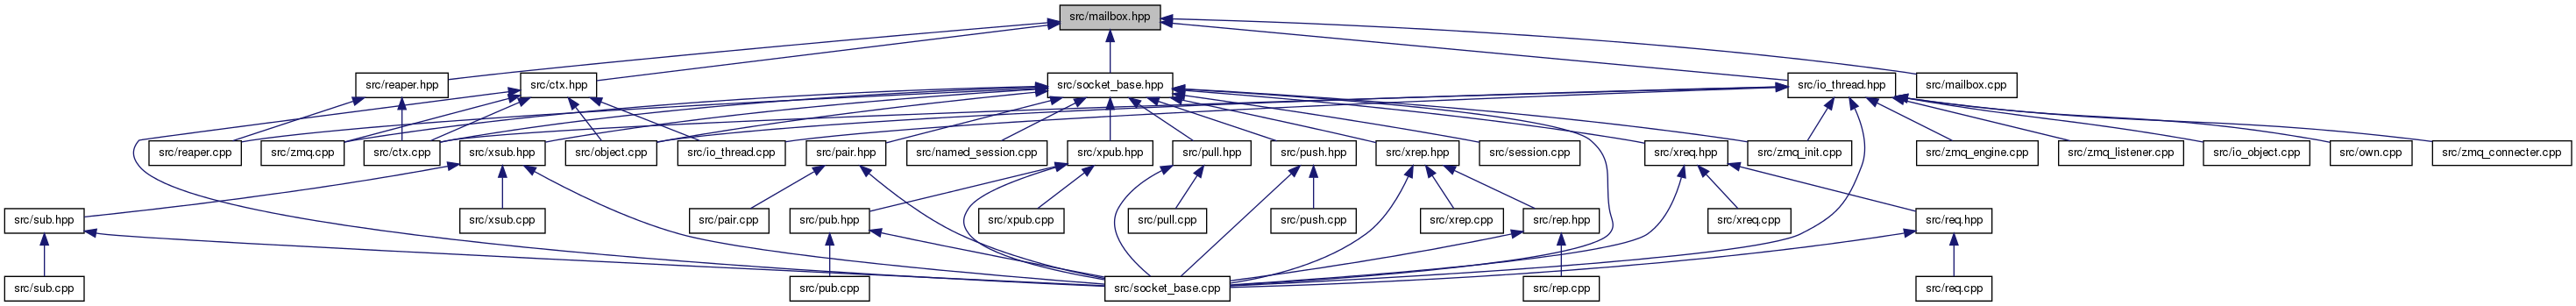 src/mailbox.hpp
src/reaper.hpp
src/ctx.hpp
src/socket_base.hpp
src/io_thread.hpp
src/mailbox.cpp
src/reaper.cpp
src/zmq.cpp
src/ctx.cpp
src/xsub.hpp
src/object.cpp
src/io_thread.cpp
src/pair.hpp
src/named_session.cpp
src/xpub.hpp
src/pull.hpp
src/push.hpp
src/xrep.hpp
src/session.cpp
src/xreq.hpp
src/zmq_init.cpp
src/zmq_engine.cpp
src/zmq_listener.cpp
src/io_object.cpp
src/own.cpp
src/zmq_connecter.cpp
src/sub.hpp
src/xsub.cpp
src/pair.cpp
src/pub.hpp
src/xpub.cpp
src/pull.cpp
src/push.cpp
src/xrep.cpp
src/rep.hpp
src/xreq.cpp
src/req.hpp
src/sub.cpp
src/pub.cpp
src/socket_base.cpp
src/rep.cpp
src/req.cpp